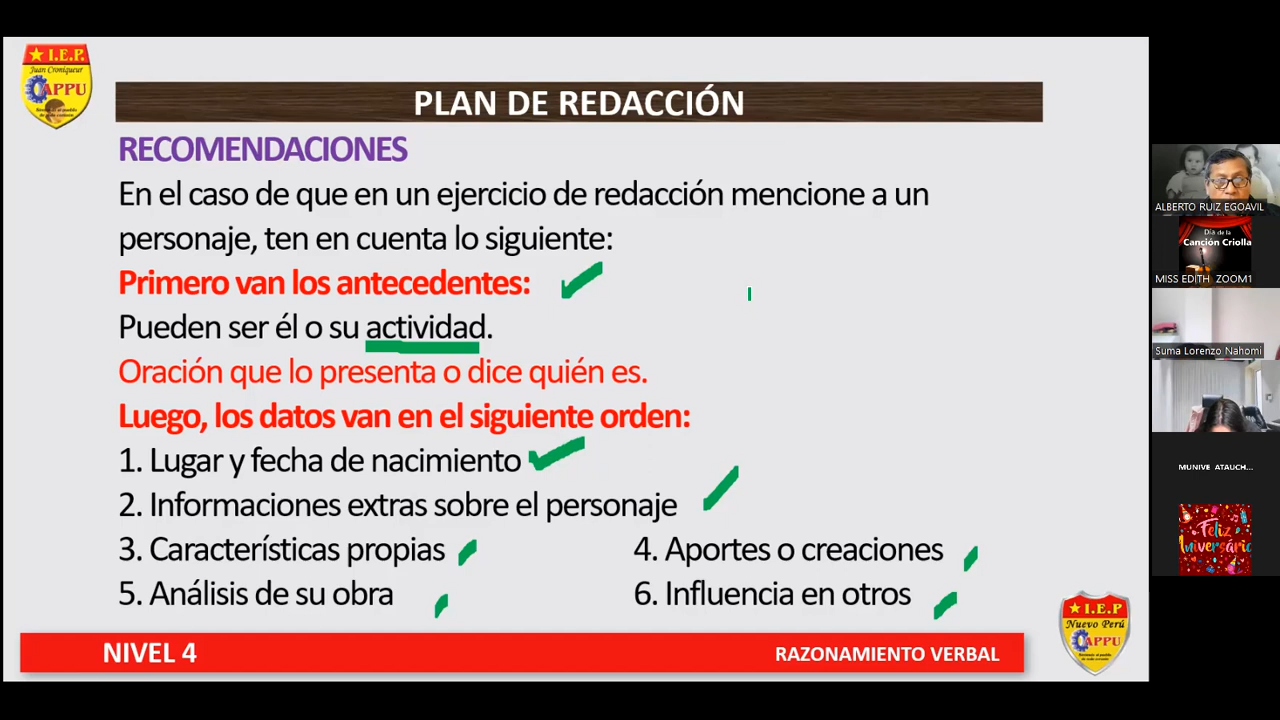 I.E.P.
Juan Croniqueur
APPU
PLAN DE REDACCIÓN
RECOMENDACIONES
En el caso de que en un ejercicio de redacción mencione a un
personaje, ten en cuenta lo siguiente:
Primero van los antecedentes:
Pueden ser él o su actividad.
Oración que lo presenta o dice quién es.
Luego, los datos van en el siguiente orden:
1. Lugar y fecha de nacimiento
2. Informaciones extras sobre el personaje
3. Características propias
4. Aportes o creaciones
5. Análisis de su obra
6. Influencia en otros
NIVEL 4
RAZONAMIENTO VERBAL
I.E.P
Nuevo Perú
APPU
ALBERTO RUIZ EGOAVIL
Día de la
Canción Criolla
MISS EDITH ZOOM1
Suma Lorenzo Nahomi
MUNIVE ATAUCH...
Feliz
Aniversário